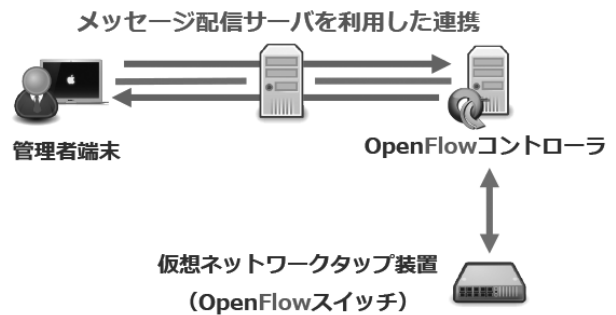 メッセージ配信サーバを利用した連携
管理者端末
OpenFlowコントローラ
仮想ネットワークタップ装置
（OpenFlowスイッチ）